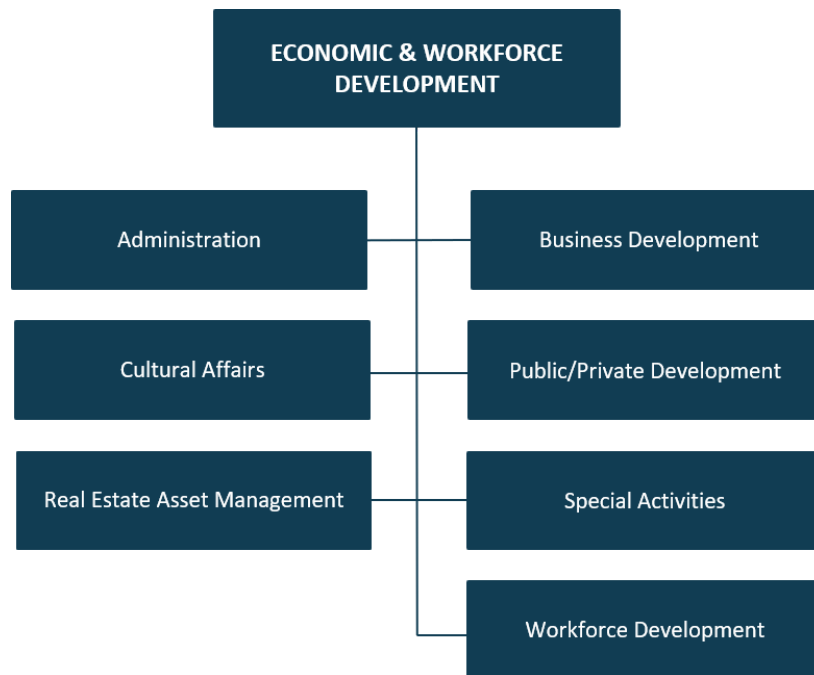 ECONOMIC & WORKFORCE
DEVELOPMENT
Administration
Business Development
Cultural Affairs
Public/Private Development
Real Estate Asset Management
Special Activities
Workforce Development